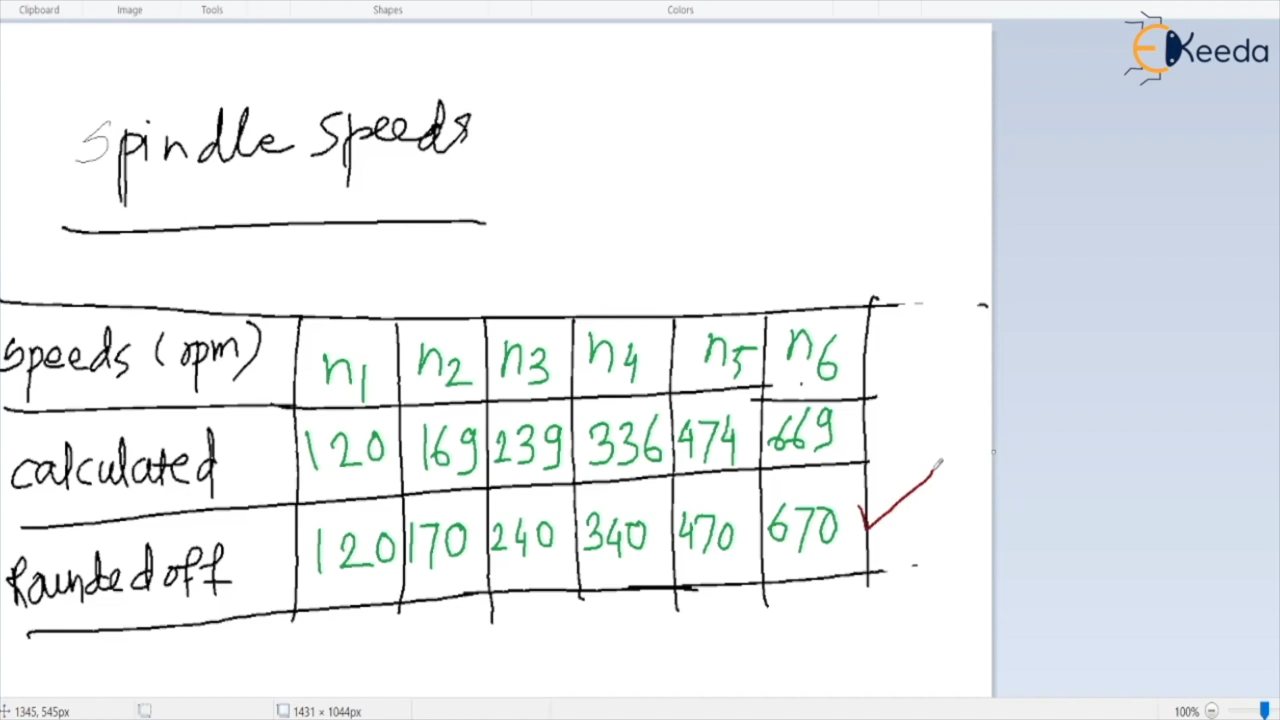 Clipboard Image Tools Shapes Colors
EKeeda
Spindle speeds
speeds (rpm) n1 n2 n3 n4 n5 n6
calculated 120 169 239 336 474 669
Rounded off 120 170 240 340 470 670
1345, 545px 1431 × 1044px 100%